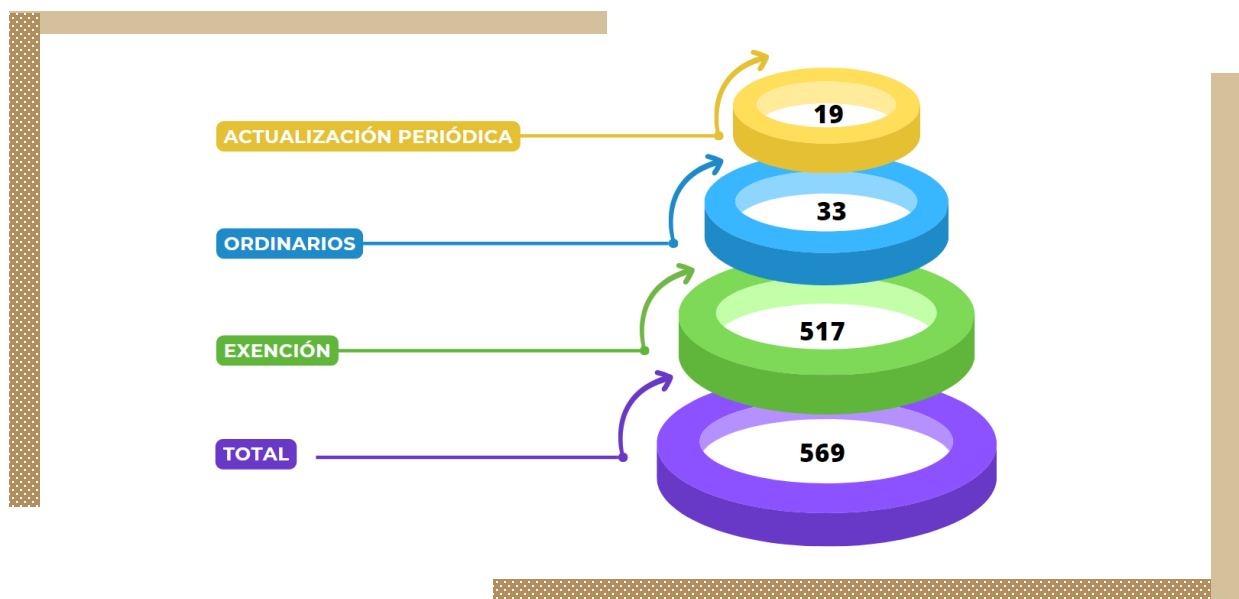 ACTUALIZACIÓN PERIÓDICA
19
ORDINARIOS
33
EXENCIÓN
517
TOTAL
569